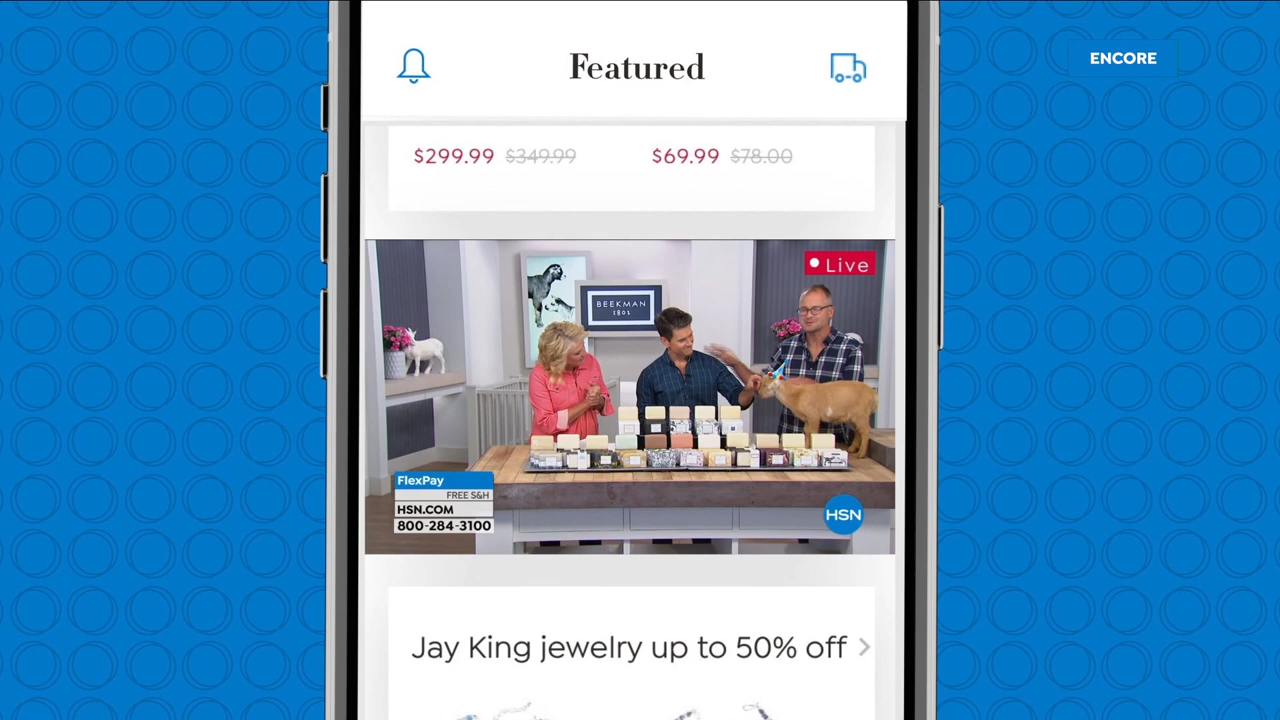 Featured
ENCORE
$299.99 $349.99 $69.99 $78.00
Live
BEEKMAN
1801
FlexPay
FREE S&H
HSN.COM
800-284-3100
HSN
Jay King jewelry up to 50% off